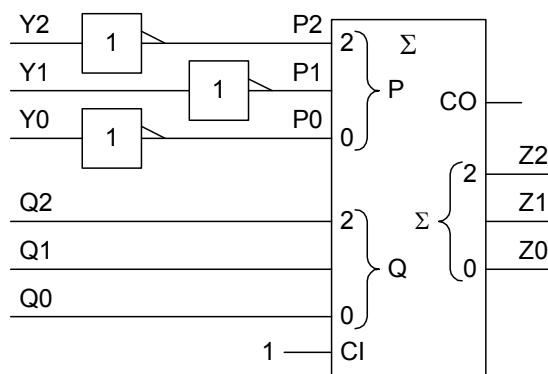 Y2 1 P2 2 Σ
Y1 1 P1 P
CO
Y0 1 P0 0
Z2
2
Q2 2 Σ Z1
Q1 Q 0 Z0
Q0 0
1 CI